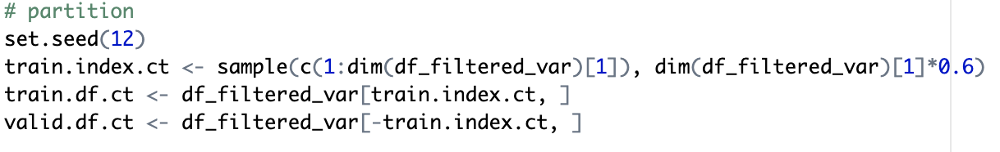 # partition
set.seed(12)
train.index.ct <- sample(c(1:dim(df_filtered_var)[1]), dim(df_filtered_var)[1]*0.6)
train.df.ct <- df_filtered_var[train.index.ct, ]
valid.df.ct <- df_filtered_var[-train.index.ct, ]